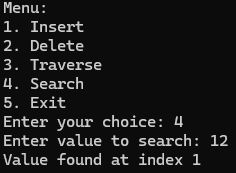 Menu:
1. Insert
2. Delete
3. Traverse
4. Search
5. Exit
Enter your choice: 4
Enter value to search: 12
Value found at index 1